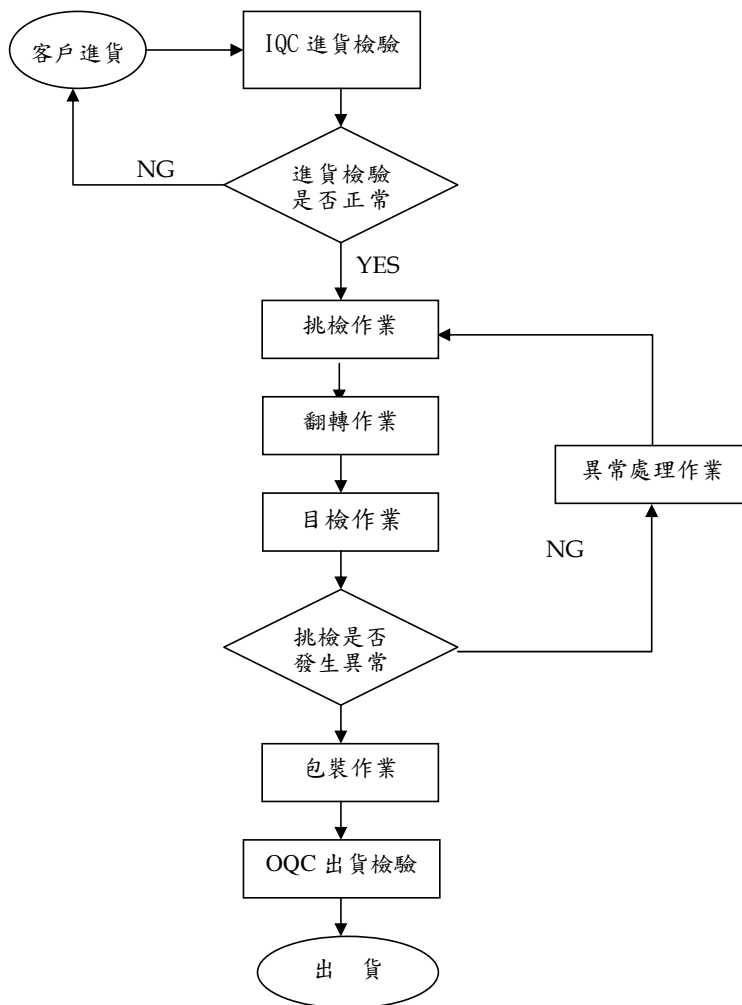 客戶進貨
IQC 進貨檢驗
NG
進貨檢驗
是否正常
YES
挑檢作業
翻轉作業
異常處理作業
目檢作業
NG
挑檢是否
發生異常
包裝作業
OQC 出貨檢驗
出 貨